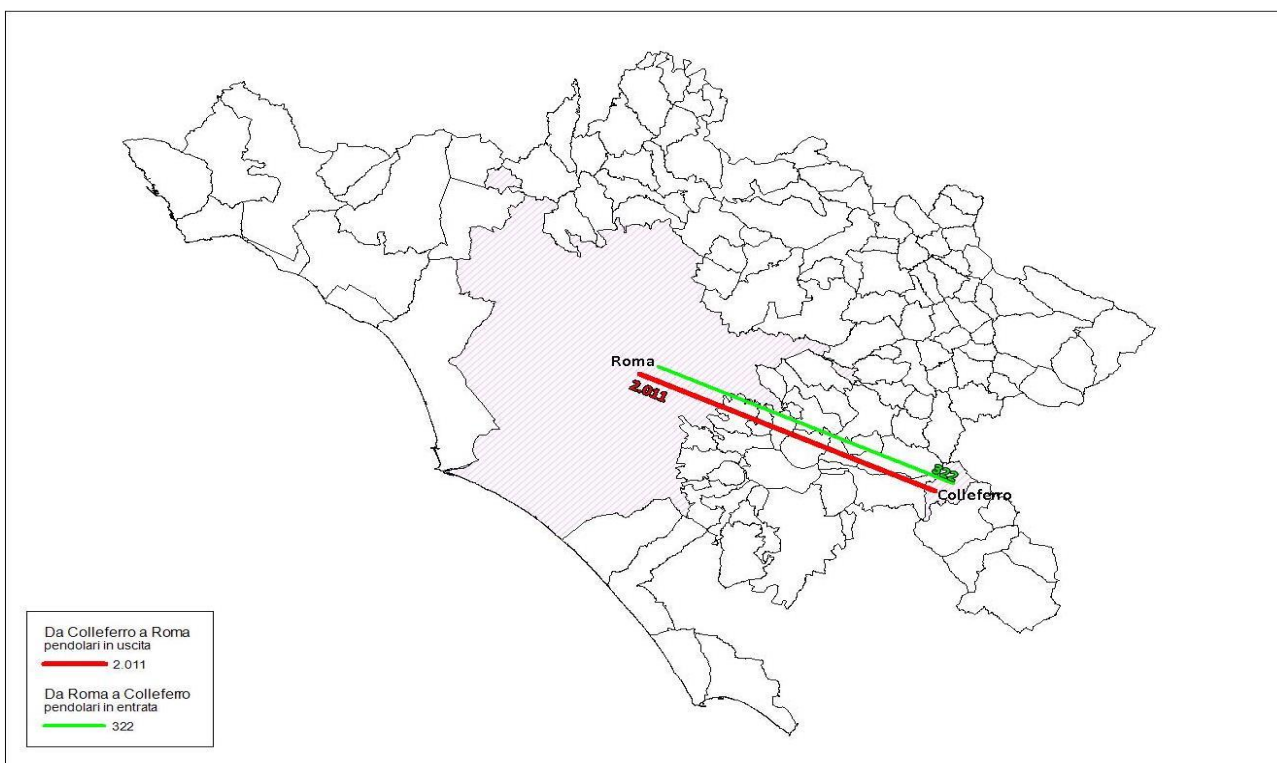 Roma
2.011
322
Colleferro
Da Colleferro a Roma
pendolari in uscita
2.011
Da Roma a Colleferro
pendolari in entrata
322